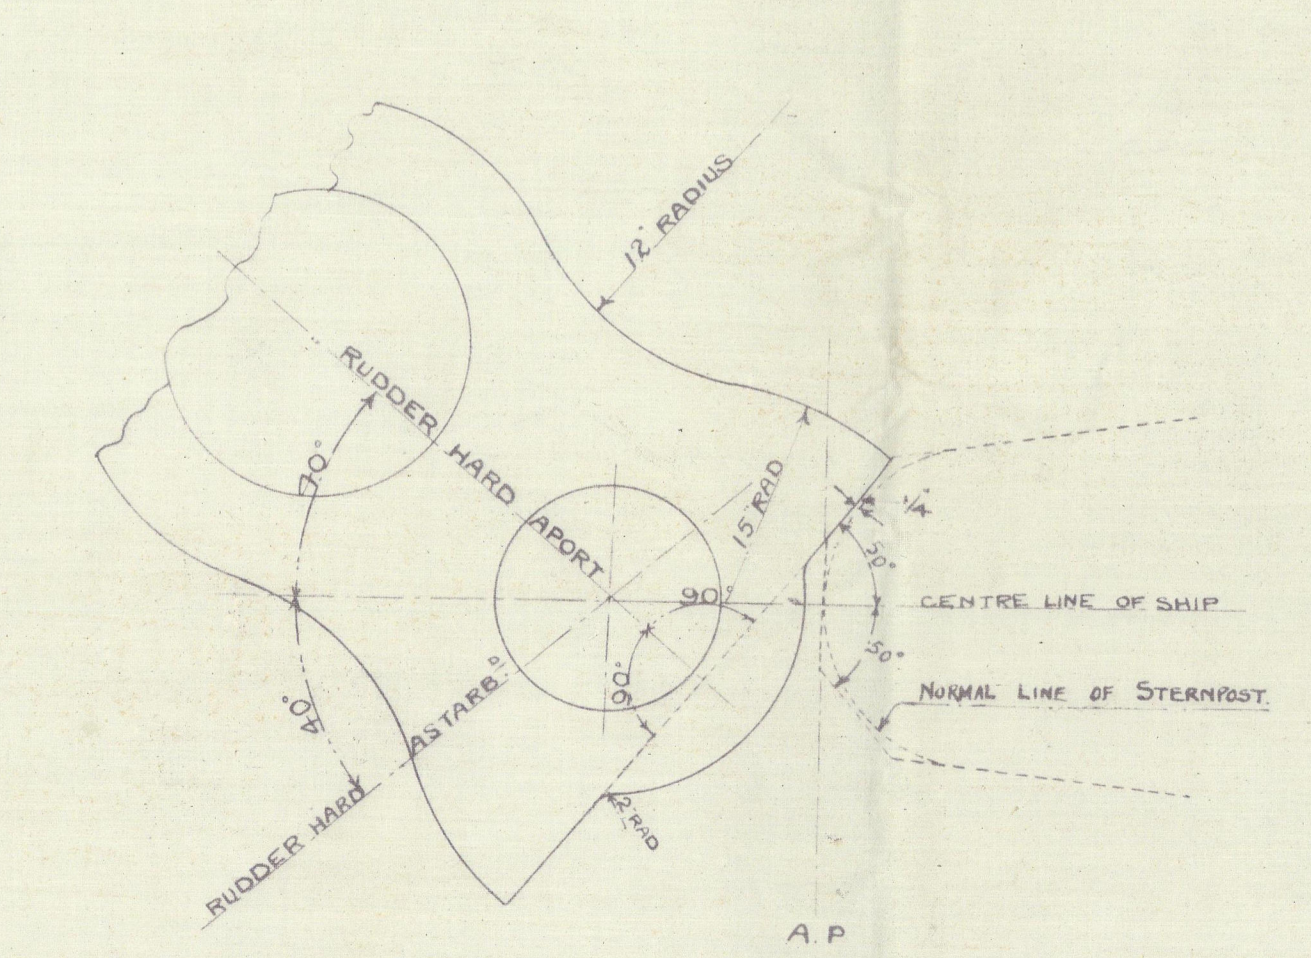 12" RADIUS
RUDDER HARD APORT
70°
15" RAD
1/4"
50°
90°
CENTRE LINE OF SHIP
50°
90°
NORMAL LINE OF STERNPOST.
40°
RUDDER HARD ASTARBD
2" RAD
A.P